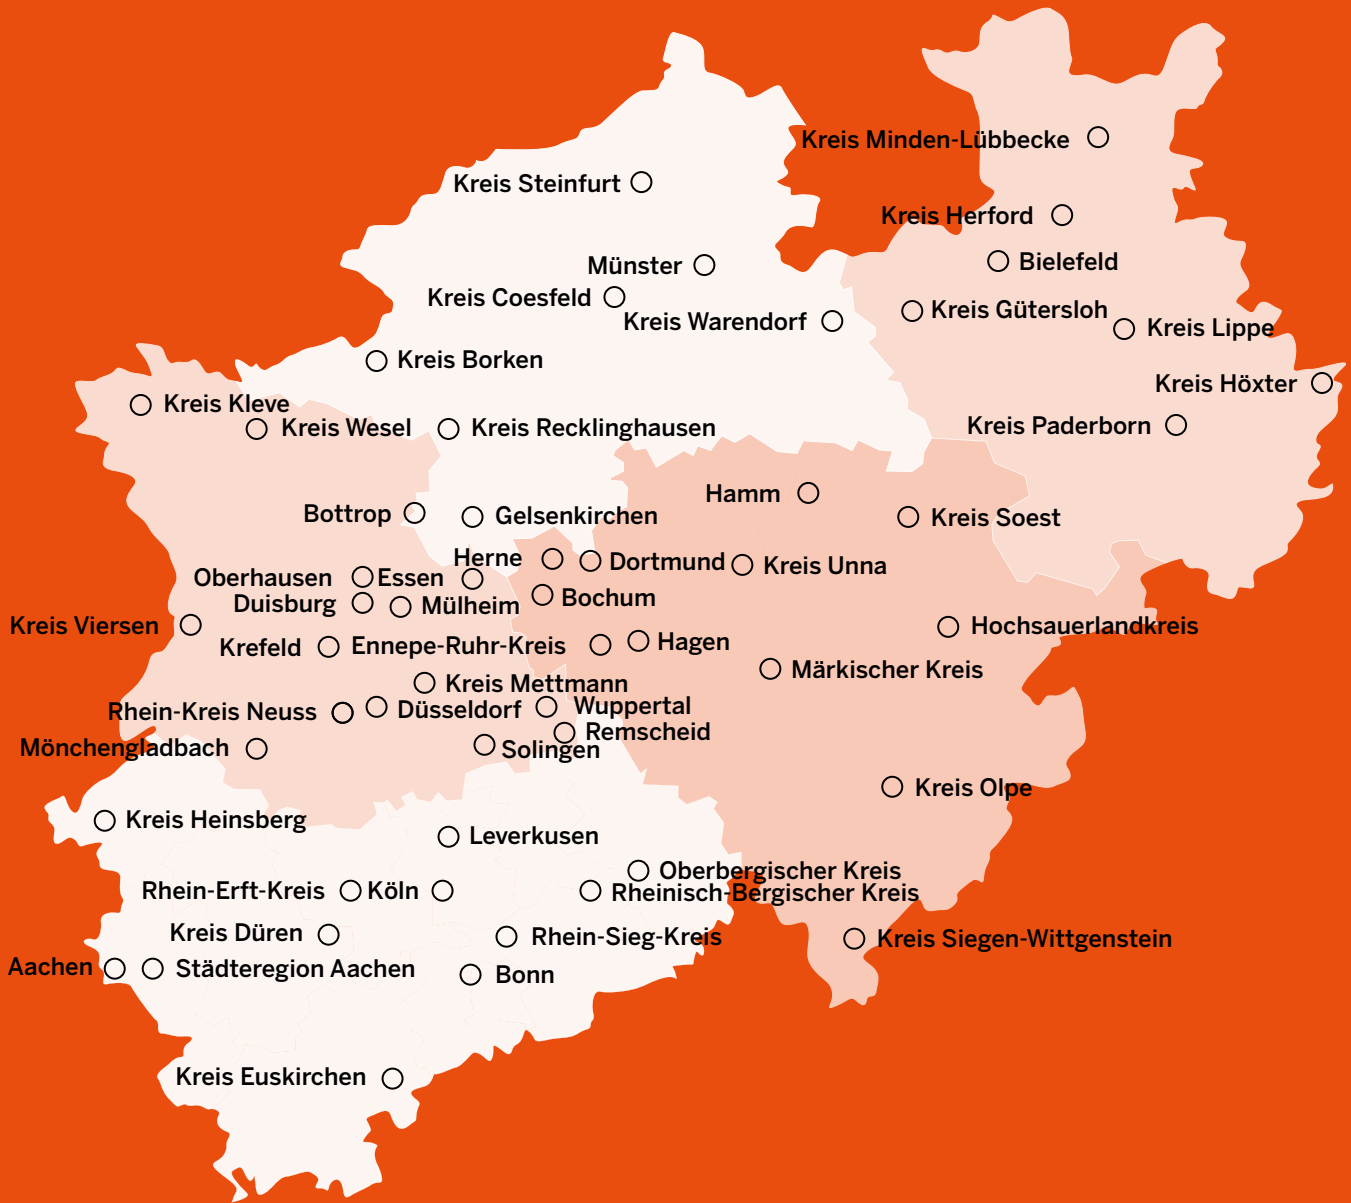 Kreis Minden-Lübbecke
Kreis Steinfurt
Kreis Herford
Bielefeld
Münster
Kreis Coesfeld
Kreis Gütersloh
Kreis Warendorf
Kreis Lippe
Kreis Borken
Kreis Höxter
Kreis Kleve
Kreis Paderborn
Kreis Wesel
Kreis Recklinghausen
Hamm
Bottrop
Gelsenkirchen
Kreis Soest
Herne
Dortmund
Kreis Unna
Oberhausen
Essen
Duisburg
Mülheim
Bochum
Kreis Viersen
Hochsauerlandkreis
Krefeld
Ennepe-Ruhr-Kreis
Hagen
Märkischer Kreis
Kreis Mettmann
Rhein-Kreis Neuss
Düsseldorf
Wuppertal
Remscheid
Mönchengladbach
Solingen
Kreis Olpe
Kreis Heinsberg
Leverkusen
Oberbergischer Kreis
Rhein-Erft-Kreis
Köln
Rheinisch-Bergischer Kreis
Kreis Düren
Rhein-Sieg-Kreis
Kreis Siegen-Wittgenstein
Aachen
Städteregion Aachen
Bonn
Kreis Euskirchen